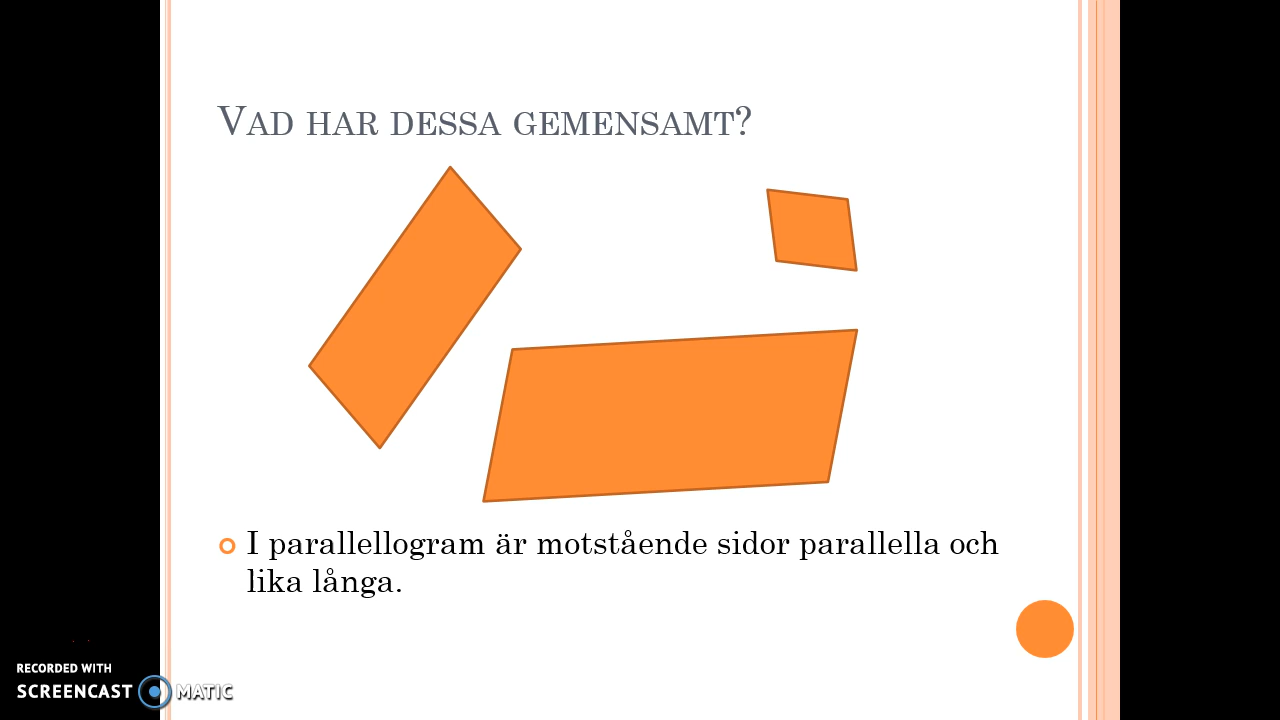 Vad har dessa gemensamt?
I parallellogram är motstående sidor parallella och
lika långa.
RECORDED WITH
SCREENCAST MATIC